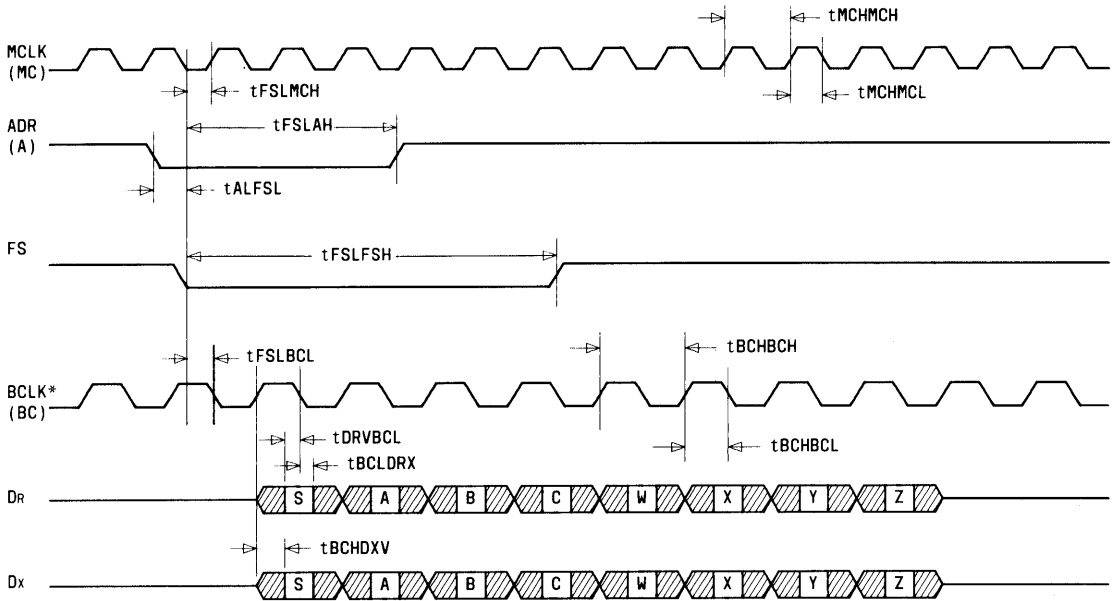 tMCHMCH
MCLK
(MC)
tFSLMCH
tMCHMCL
ADR
(A)
tFSLAH
tALFSL
FS
tFSLFSH
tFSLBCL
tBCHBCH
BCLK*
(BC)
tDRVBCL
tBCHBCL
tBCLDRX
DR S A B C W X Y Z
tBCHDXV
DX S A B C W X Y Z